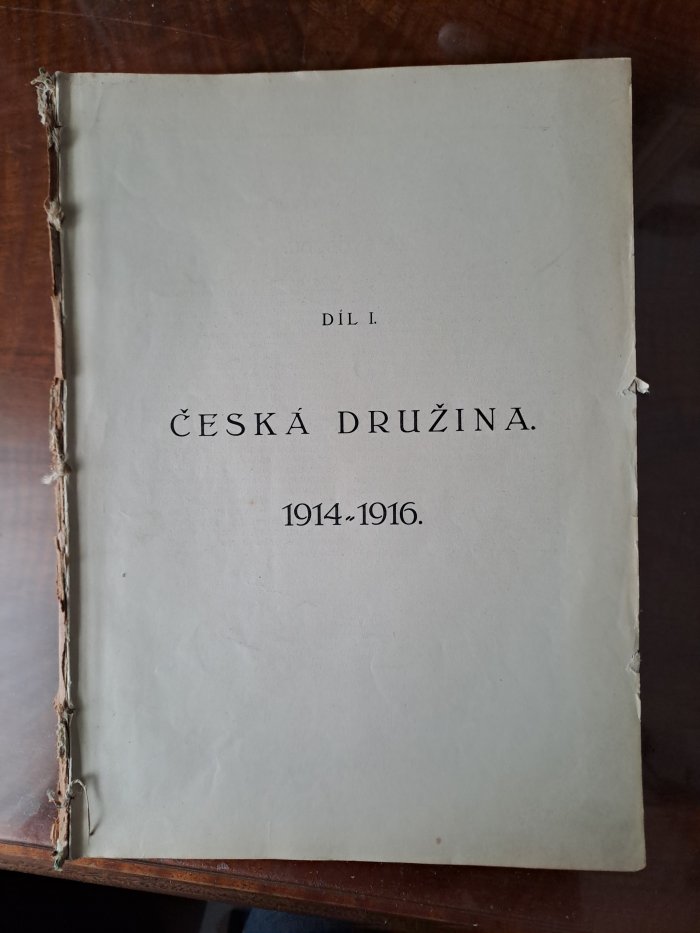 DÍL I.
ČESKÁ DRUŽINA.
1914-1916.